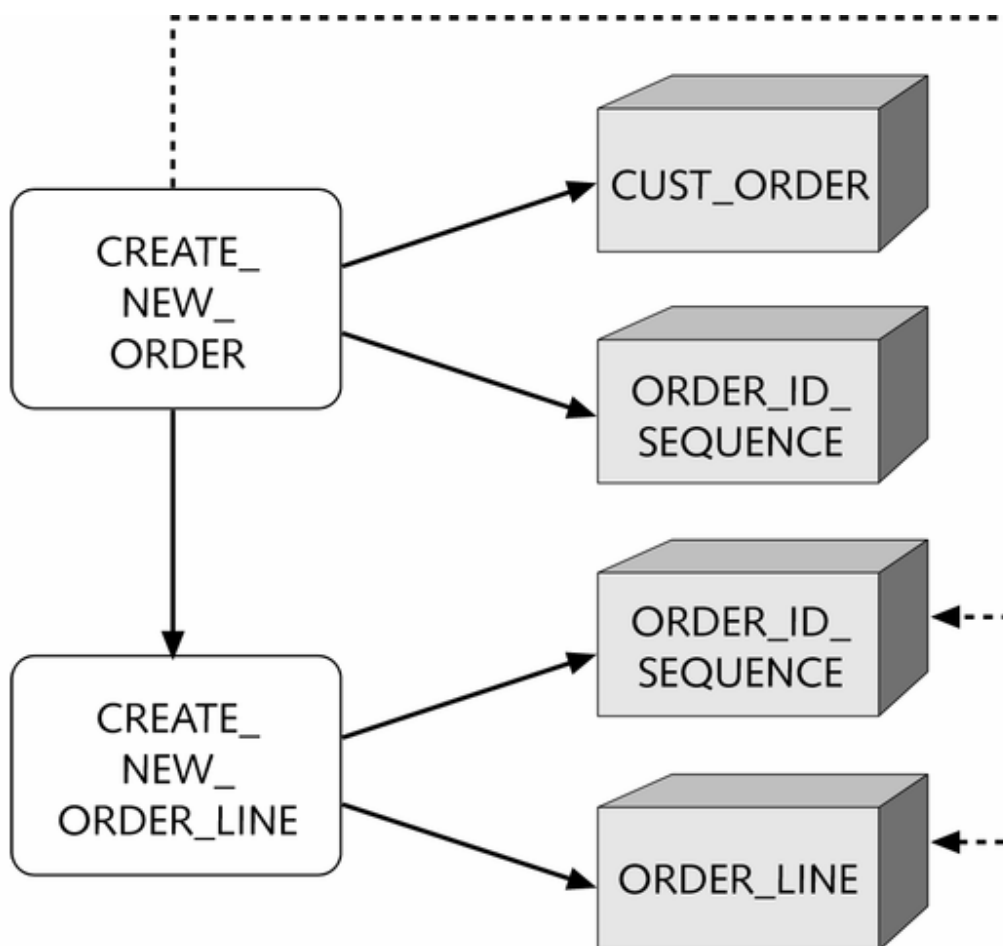 CUST_ORDER
CREATE_
NEW_
ORDER
ORDER_ID_
SEQUENCE
ORDER_ID_
SEQUENCE
CREATE_
NEW_
ORDER_LINE
ORDER_LINE